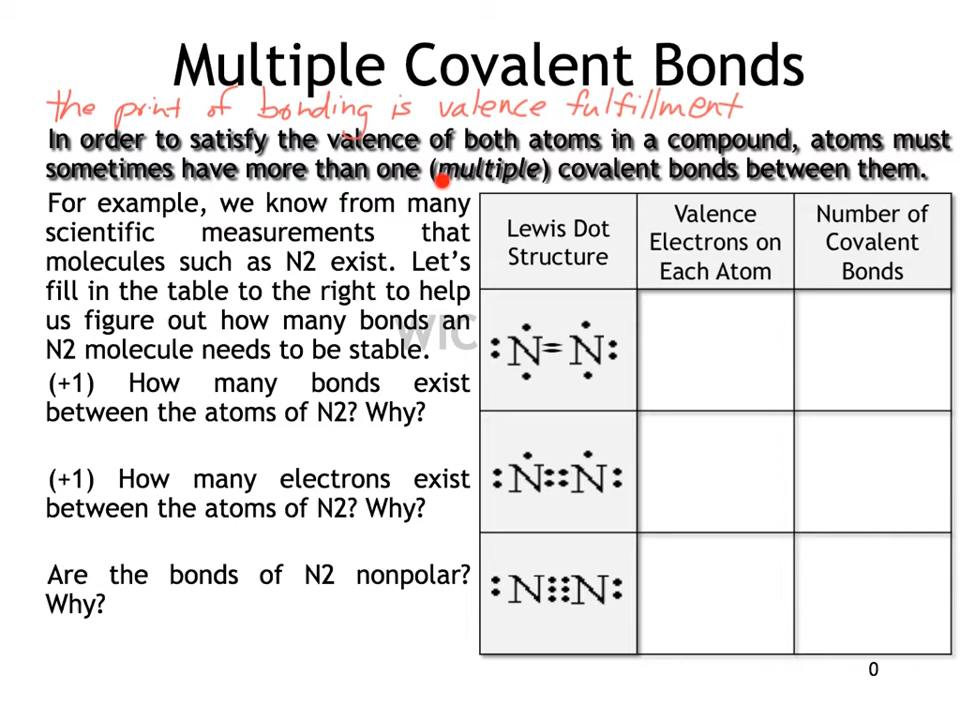 Multiple Covalent Bonds
the point of bonding is valence fulfillment
In order to satisfy the valence of both atoms in a compound, atoms must
sometimes have more than one (multiple) covalent bonds between them.
For example, we know from many
scientific measurements that
molecules such as N2 exist. Let's
fill in the table to the right to help
us figure out how many bonds an
N2 molecule needs to be stable.
(+1) How many bonds exist
between the atoms of N2? Why?
(+1) How many electrons exist
between the atoms of N2? Why?
Are the bonds of N2 nonpolar?
Why?
Lewis Dot
Structure
Valence
Electrons on
Each Atom
Number of
Covalent
Bonds
N N
N N
N N
WIC
0